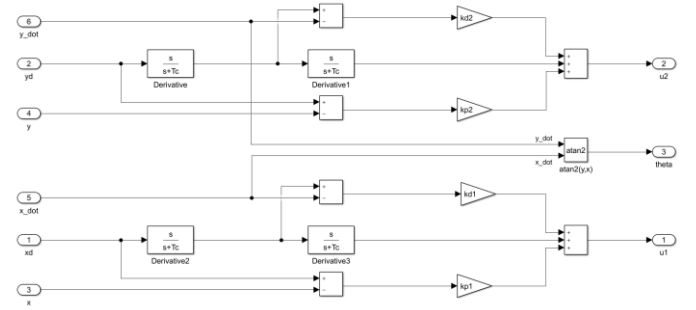 6
y_dot
+
−
kd2
2
yd
s
s+Tc
Derivative
s
s+Tc
Derivative1
+
+
+
2
u2
4
y
+
−
kp2
y_dot
x_dot
atan2
atan2(y,x)
3
theta
5
x_dot
+
−
kd1
1
xd
s
s+Tc
Derivative2
s
s+Tc
Derivative3
+
+
+
1
u1
3
x
+
−
kp1